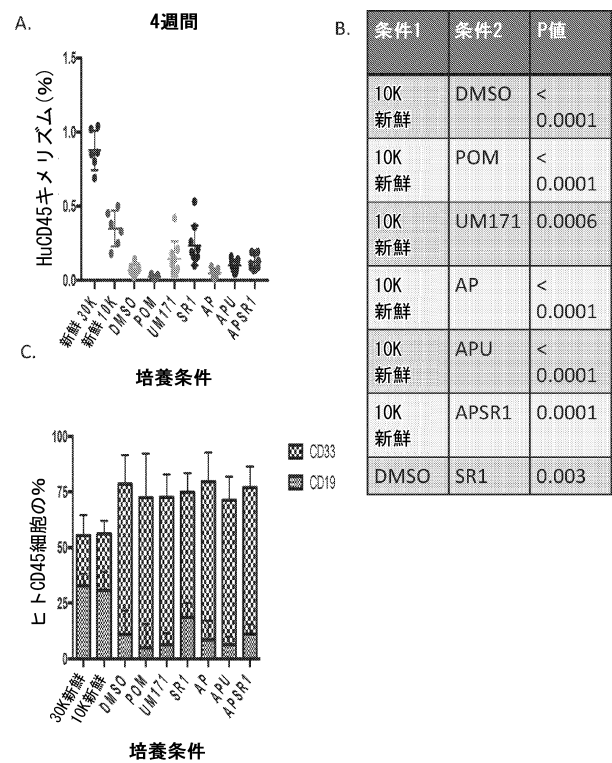 A.
4週間
HuCD45キメリズム(%)
1.5
1.0
0.5
0.0
新鮮 30K
新鮮 10K
DMSO
POM
UM171
SR1
AP
APU
APSR1
培養条件
B.
条件1 条件2 P値
10K DMSO <
新鮮 0.0001
10K POM <
新鮮 0.0001
10K UM171 0.0006
新鮮
10K AP <
新鮮 0.0001
10K APU <
新鮮 0.0001
10K APSR1 0.0001
新鮮
DMSO SR1 0.003
C.
ヒトCD45細胞の%
100
75
50
25
0
CD33
CD19
30K新鮮
10K新鮮
DMSO
POM
UM171
SR1
AP
APU
APSR1
培養条件